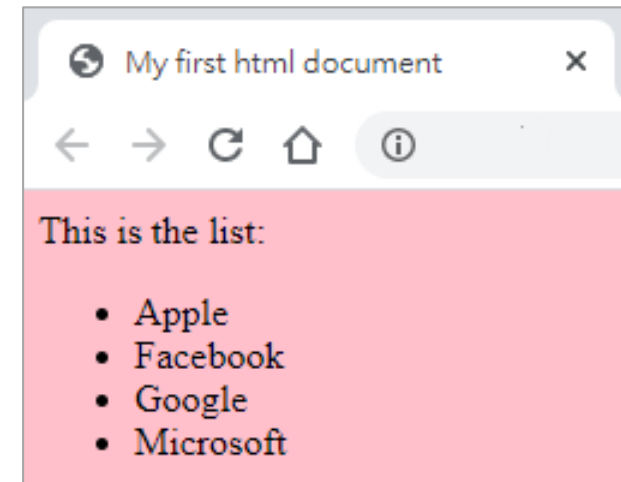 My first html document
This is the list:
Apple
Facebook
Google
Microsoft